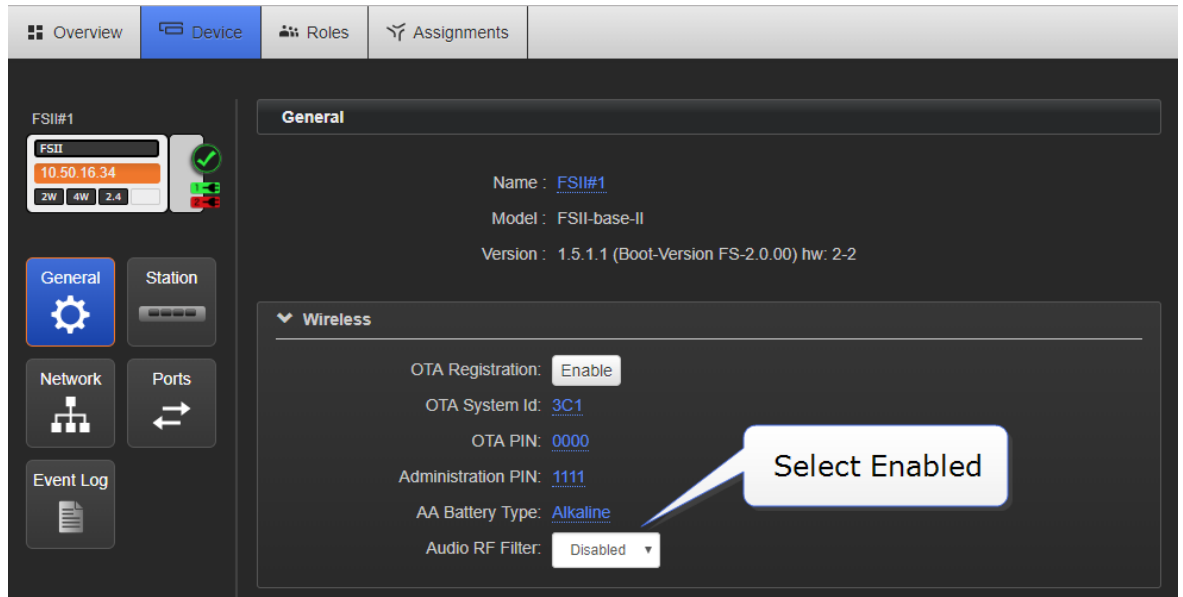 Overview Device Roles Assignments
FSII#1
FSII
10.50.16.34
2W 4W 2.4
1
2
General Station
Network Ports
Event Log
General
Name : FSII#1
Model : FSII-base-II
Version : 1.5.1.1 (Boot-Version FS-2.0.00) hw: 2-2
Wireless
OTA Registration: Enable
OTA System Id: 3C1
OTA PIN: 0000
Administration PIN: 1111
AA Battery Type: Alkaline
Audio RF Filter: Disabled
Select Enabled